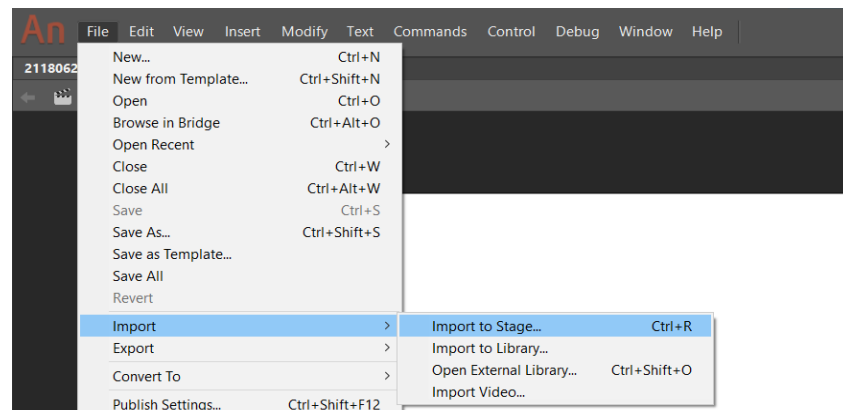 An File Edit View Insert Modify Text Commands Control Debug Window Help
2118062
New... Ctrl+N
New from Template... Ctrl+Shift+N
Open Ctrl+O
Browse in Bridge Ctrl+Alt+O
Open Recent >
Close Ctrl+W
Close All Ctrl+Alt+W
Save Ctrl+S
Save As... Ctrl+Shift+S
Save as Template...
Save All
Revert
Import >
Export >
Convert To >
Publish Settings... Ctrl+Shift+F12
Import to Stage... Ctrl+R
Import to Library...
Open External Library... Ctrl+Shift+O
Import Video...